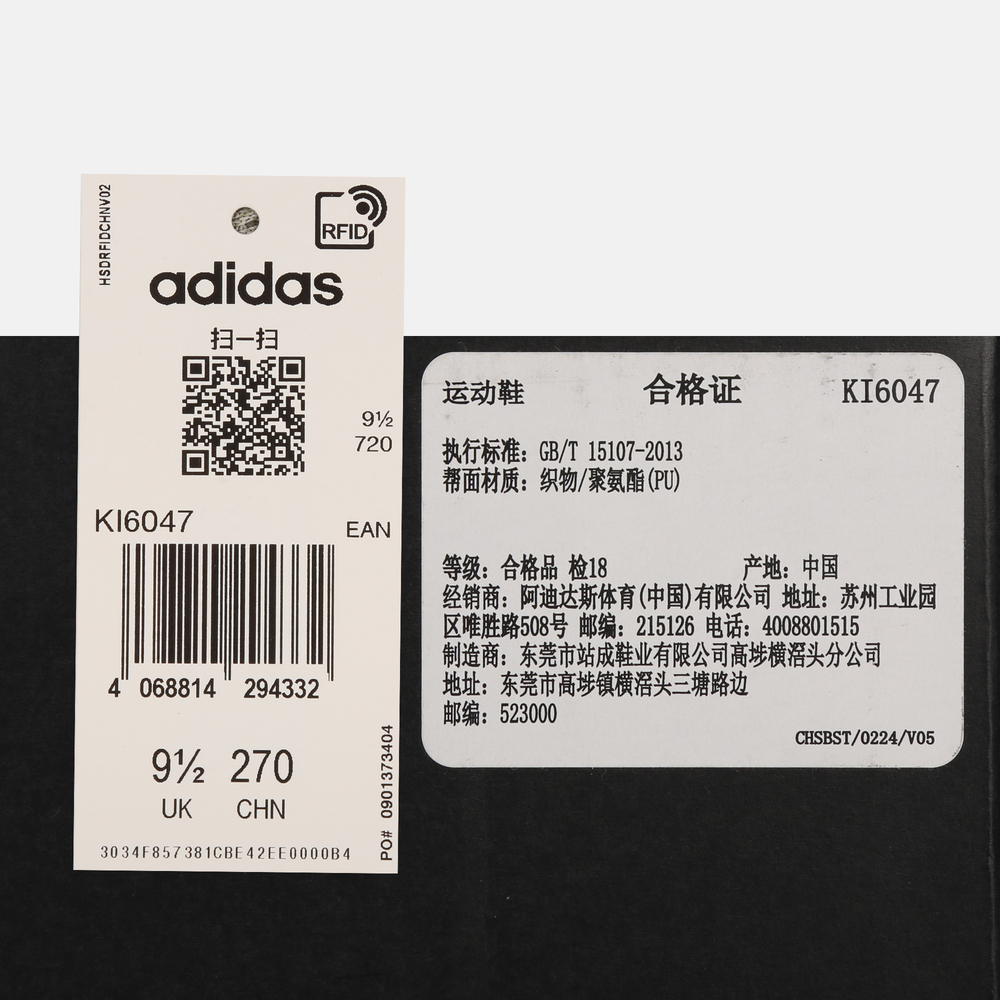 HSDRFIDCHNV02
RFID
adidas
扫一扫
9½
720
KI6047
EAN
4 068814 294332
9½ 270
UK CHN
PO# 0901373404
3034F857381CBE42EE0000B4
运动鞋 合格证 KI6047
执行标准：GB/T 15107-2013
帮面材质：织物/聚氨酯(PU)
等级：合格品 检18 产地：中国
经销商：阿迪达斯体育(中国)有限公司 地址：苏州工业园
区唯胜路508号 邮编：215126 电话：4008801515
制造商：东莞市站成鞋业有限公司高埗横滘头分公司
地址：东莞市高埗镇横滘头三塘路边
邮编：523000
CHSBST/0224/V05